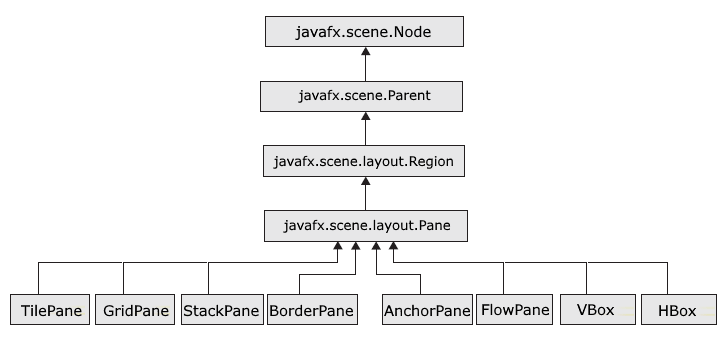 javafx.scene.Node
javafx.scene.Parent
javafx.scene.layout.Region
javafx.scene.layout.Pane
TilePane
GridPane
StackPane
BorderPane
AnchorPane
FlowPane
VBox
HBox